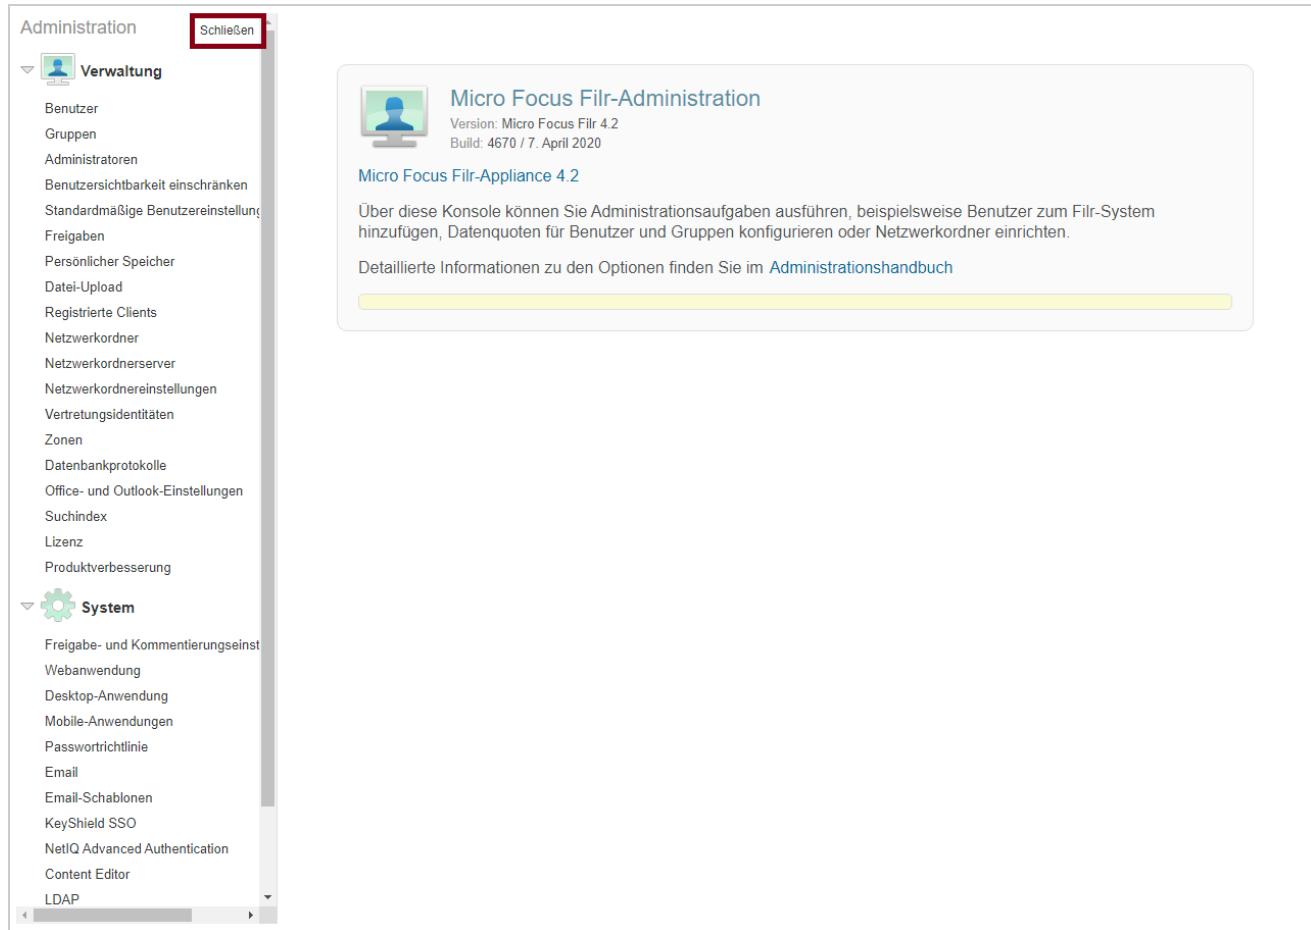 Administration
Schließen
Verwaltung
Benutzer
Gruppen
Administratoren
Benutzersichtbarkeit einschränken
Standardmäßige Benutzereinstellung
Freigaben
Persönlicher Speicher
Datei-Upload
Registrierte Clients
Netzwerkordner
Netzwerkordnerserver
Netzwerkordnereinstellungen
Vertretungsidentitäten
Zonen
Datenbankprotokolle
Office- und Outlook-Einstellungen
Suchindex
Lizenz
Produktverbesserung
System
Freigabe- und Kommentierungseinst
Webanwendung
Desktop-Anwendung
Mobile-Anwendungen
Passwortrichtlinie
Email
Email-Schablonen
KeyShield SSO
NetIQ Advanced Authentication
Content Editor
LDAP
Micro Focus Filr-Administration
Version: Micro Focus Filr 4.2
Build: 4670 / 7. April 2020
Micro Focus Filr-Appliance 4.2
Über diese Konsole können Sie Administrationsaufgaben ausführen, beispielsweise Benutzer zum Filr-System
hinzufügen, Datenquoten für Benutzer und Gruppen konfigurieren oder Netzwerkordner einrichten.
Detaillierte Informationen zu den Optionen finden Sie im Administrationshandbuch